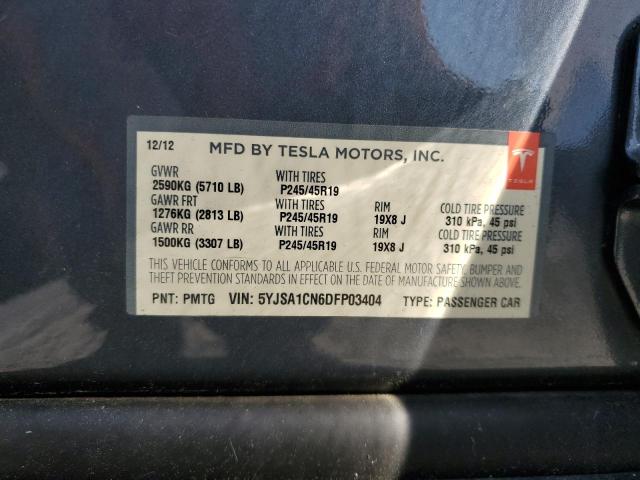 12/12 MFD BY TESLA MOTORS, INC.
GVWR WITH TIRES
2590KG (5710 LB) P245/45R19
GAWR FRT WITH TIRES RIM COLD TIRE PRESSURE
1276KG (2813 LB) P245/45R19 19X8 J 310 kPa, 45 psi
GAWR RR WITH TIRES RIM COLD TIRE PRESSURE
1500KG (3307 LB) P245/45R19 19X8 J 310 kPa, 45 psi
THIS VEHICLE CONFORMS TO ALL APPLICABLE U.S. FEDERAL MOTOR SAFETY, BUMPER AND
THEFT PREVENTION STANDARDS IN EFFECT ON THE DATE OF MANUFACTURE SHOWN ABOVE.
PNT: PMTG VIN: 5YJSA1CN6DFP03404 TYPE: PASSENGER CAR
TESLA